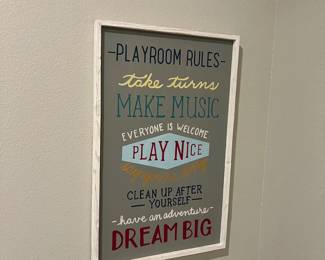 -PLAYROOM RULES-
take turns
MAKE MUSIC
EVERYONE IS WELCOME
PLAY NICE
CLEAN UP AFTER
- YOURSELF -
-have an adventure-
DREAM BIG